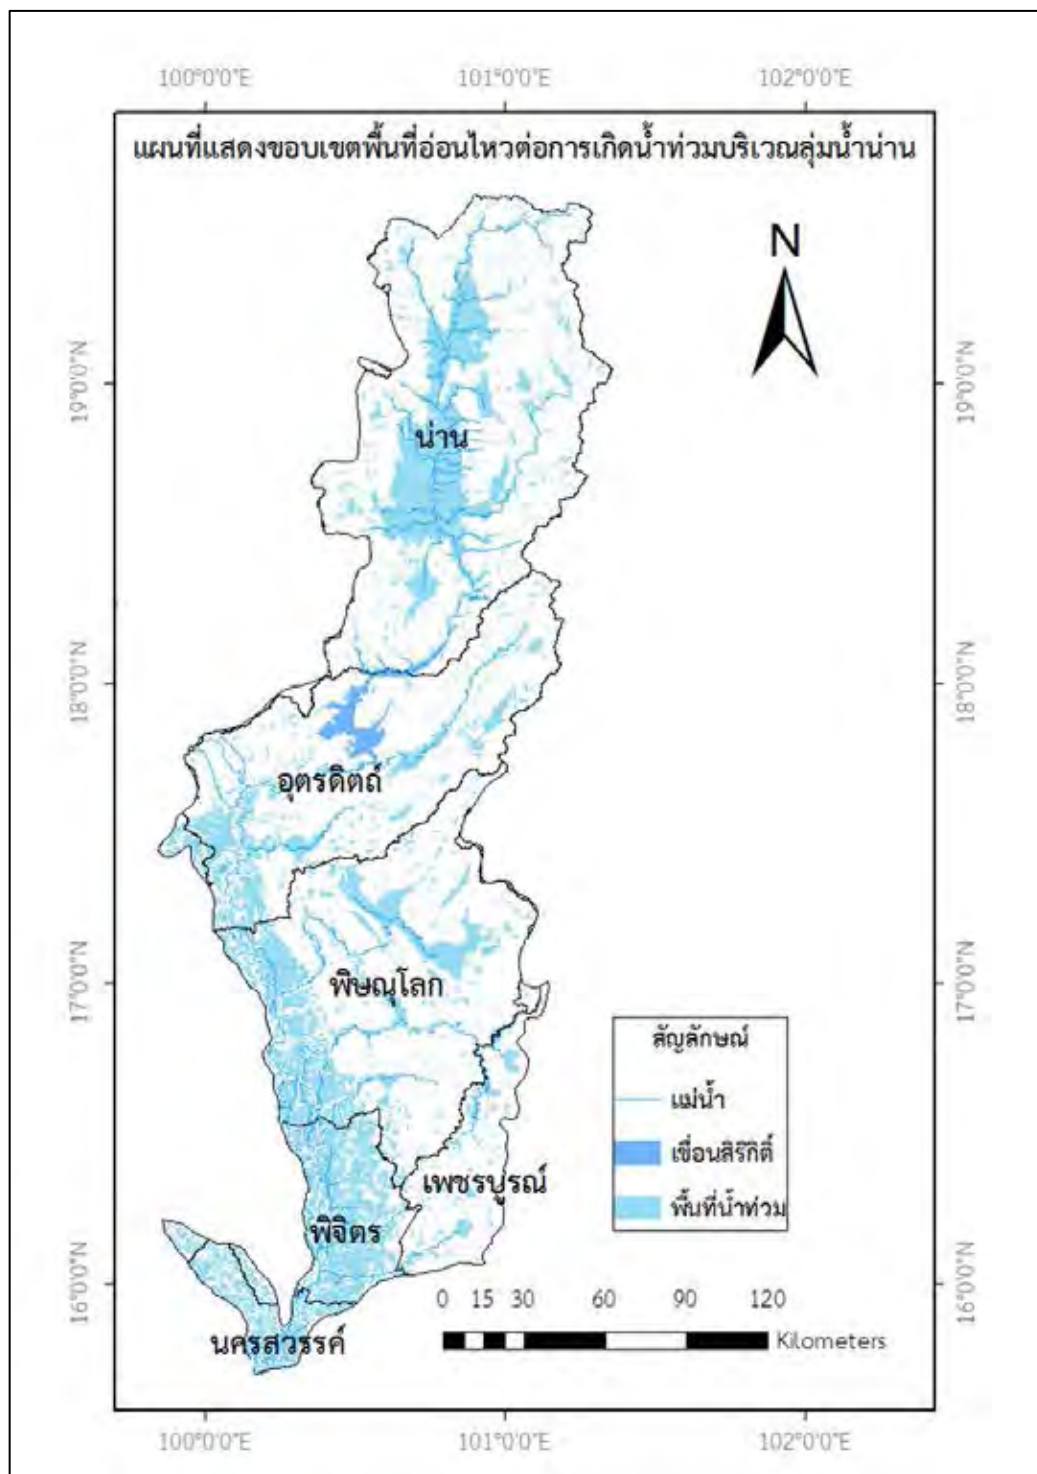 100°0'0"E 101°0'0"E 102°0'0"E
แผนที่แสดงขอบเขตพื้นที่อ่อนไหวต่อการเกิดน้ำท่วมบริเวณลุ่มน้ำน่าน
N
19°0'0"N 19°0'0"N
น่าน
18°0'0"N 18°0'0"N
อุตรดิตถ์
17°0'0"N 17°0'0"N
พิษณุโลก
สัญลักษณ์
แม่น้ำ
เขื่อนสิริกิติ์
พื้นที่น้ำท่วม
เพชรบูรณ์
พิจิตร
16°0'0"N 16°0'0"N
0 15 30 60 90 120
Kilometers
นครสวรรค์
100°0'0"E 101°0'0"E 102°0'0"E